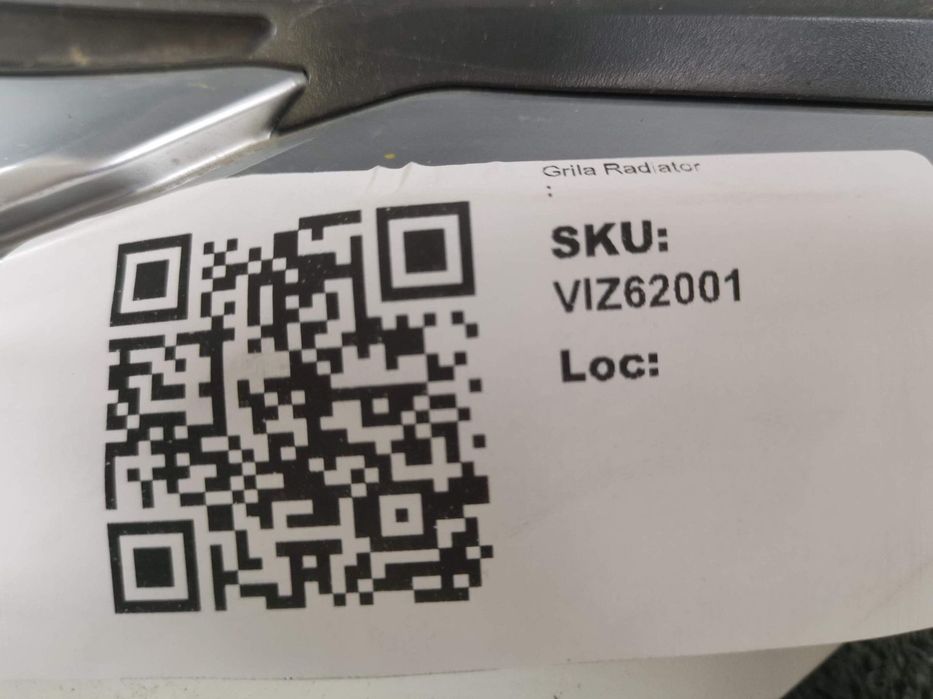 Grila Radiator
:
SKU:
VIZ62001
Loc: